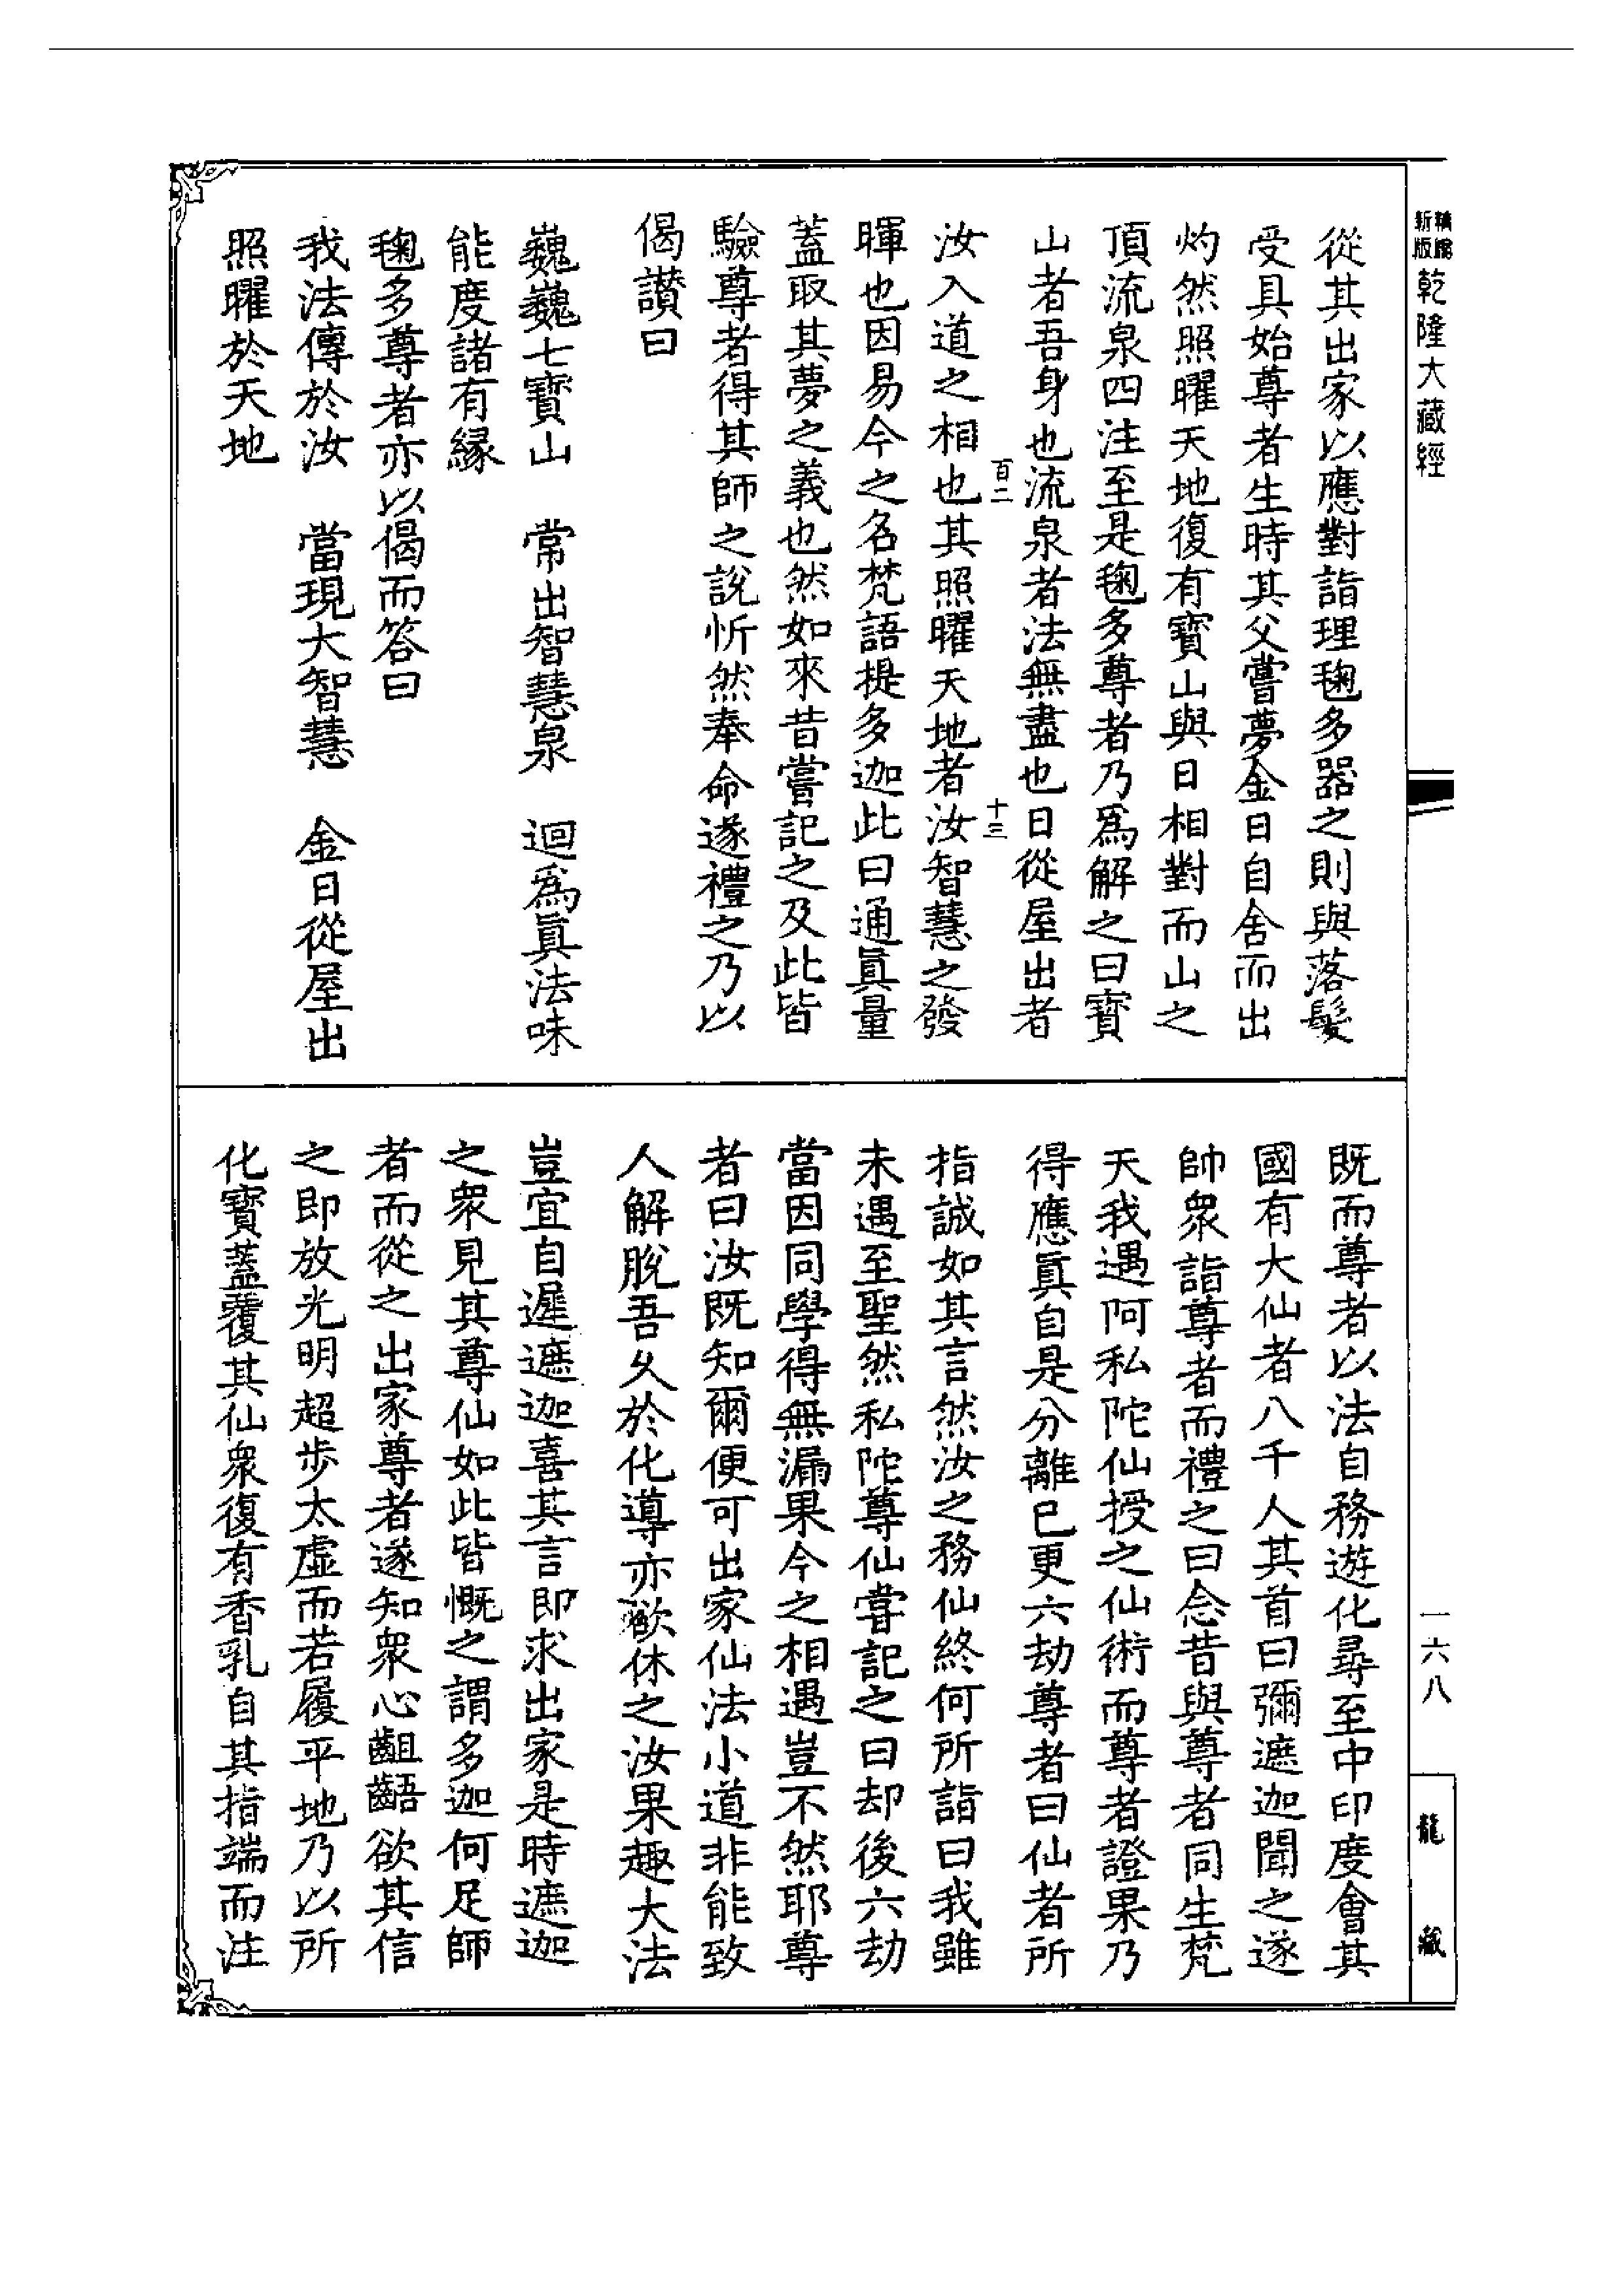 新版
精縮
乾隆大藏經
從其出家以應對詣理毱多器之則與落髮
受具始尊者生時其父嘗夢金日自舍而出
灼然照曜天地復有寶山與日相對而山之
頂流泉四注至是毱多尊者乃爲解之曰寶
山者吾身也流泉者法無盡也日從屋出者
百二
十三
汝入道之相也其照曜天地者汝智慧之發
暉也因易今之名梵語提多迦此曰通眞量
蓋取其夢之義也然如來昔嘗記之及此皆
驗尊者得其師之說忻然奉命遂禮之乃以
偈讚曰
巍巍七寶山　常出智慧泉　迴爲眞法味
能度諸有緣
毱多尊者亦以偈而答曰
我法傳於汝　當現大智慧　金日從屋出
照曜於天地
既而尊者以法自務遊化尋至中印度會其
國有大仙者八千人其首曰彌遮迦聞之遂
帥衆詣尊者而禮之曰念昔與尊者同生梵
天我遇阿私陀仙授之仙術而尊者證果乃
得應眞自是分離已更六劫尊者曰仙者所
指誠如其言然汝之務仙終何所詣曰我雖
未遇至聖然私陀尊仙嘗記之曰却後六劫
當因同學得無漏果今之相遇豈不然耶尊
者曰汝既知爾便可出家仙法小道非能致
人解脫吾久於化導亦欲休之汝果趣大法
豈宜自遲遮迦喜其言即求出家是時遮迦
之衆見其尊仙如此皆慨之謂多迦何足師
者而從之出家尊者遂知衆心齟齬欲其信
之即放光明超步太虛而若履平地乃以所
化寶蓋覆其仙衆復有香乳自其指端而注
一六八
龍藏